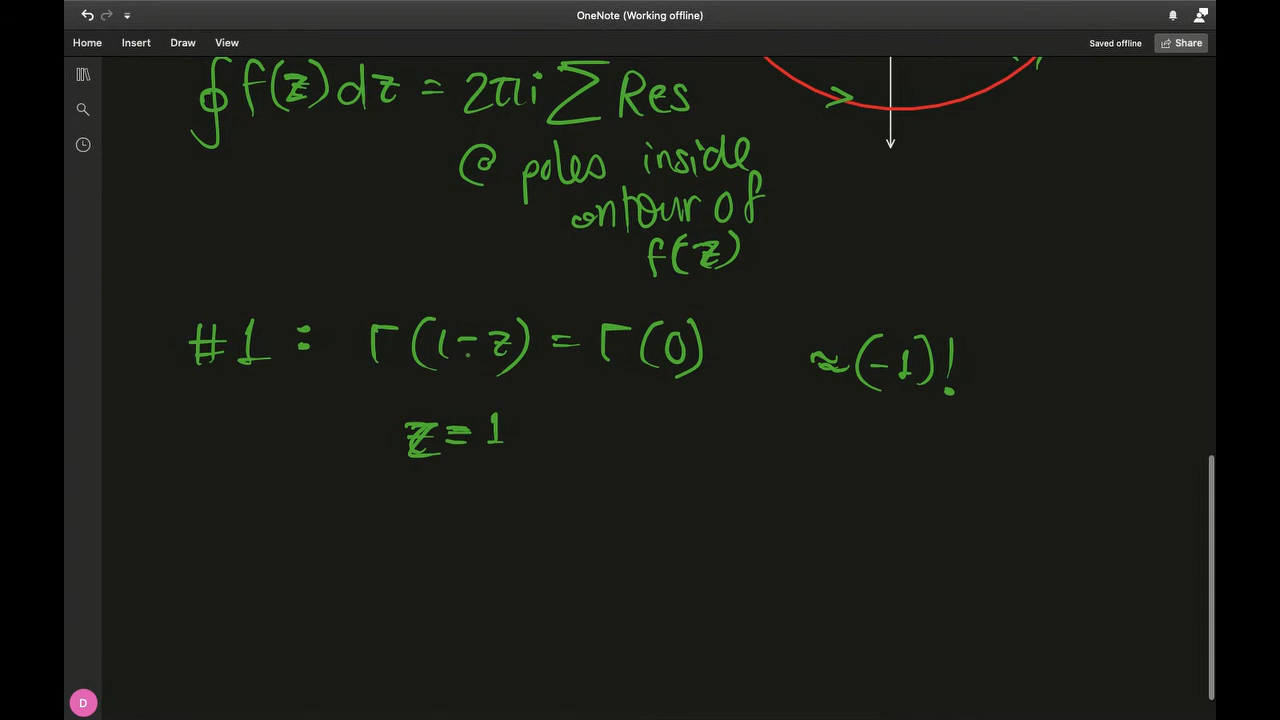 OneNote (Working offline)
Home Insert Draw View
Saved offline Share
∮ f(z) dz = 2πi ∑ Res
@ poles inside
contour of
f(z)
#1 : Γ(1-z) = Γ(0) ≈(-1)!
z = 1
D